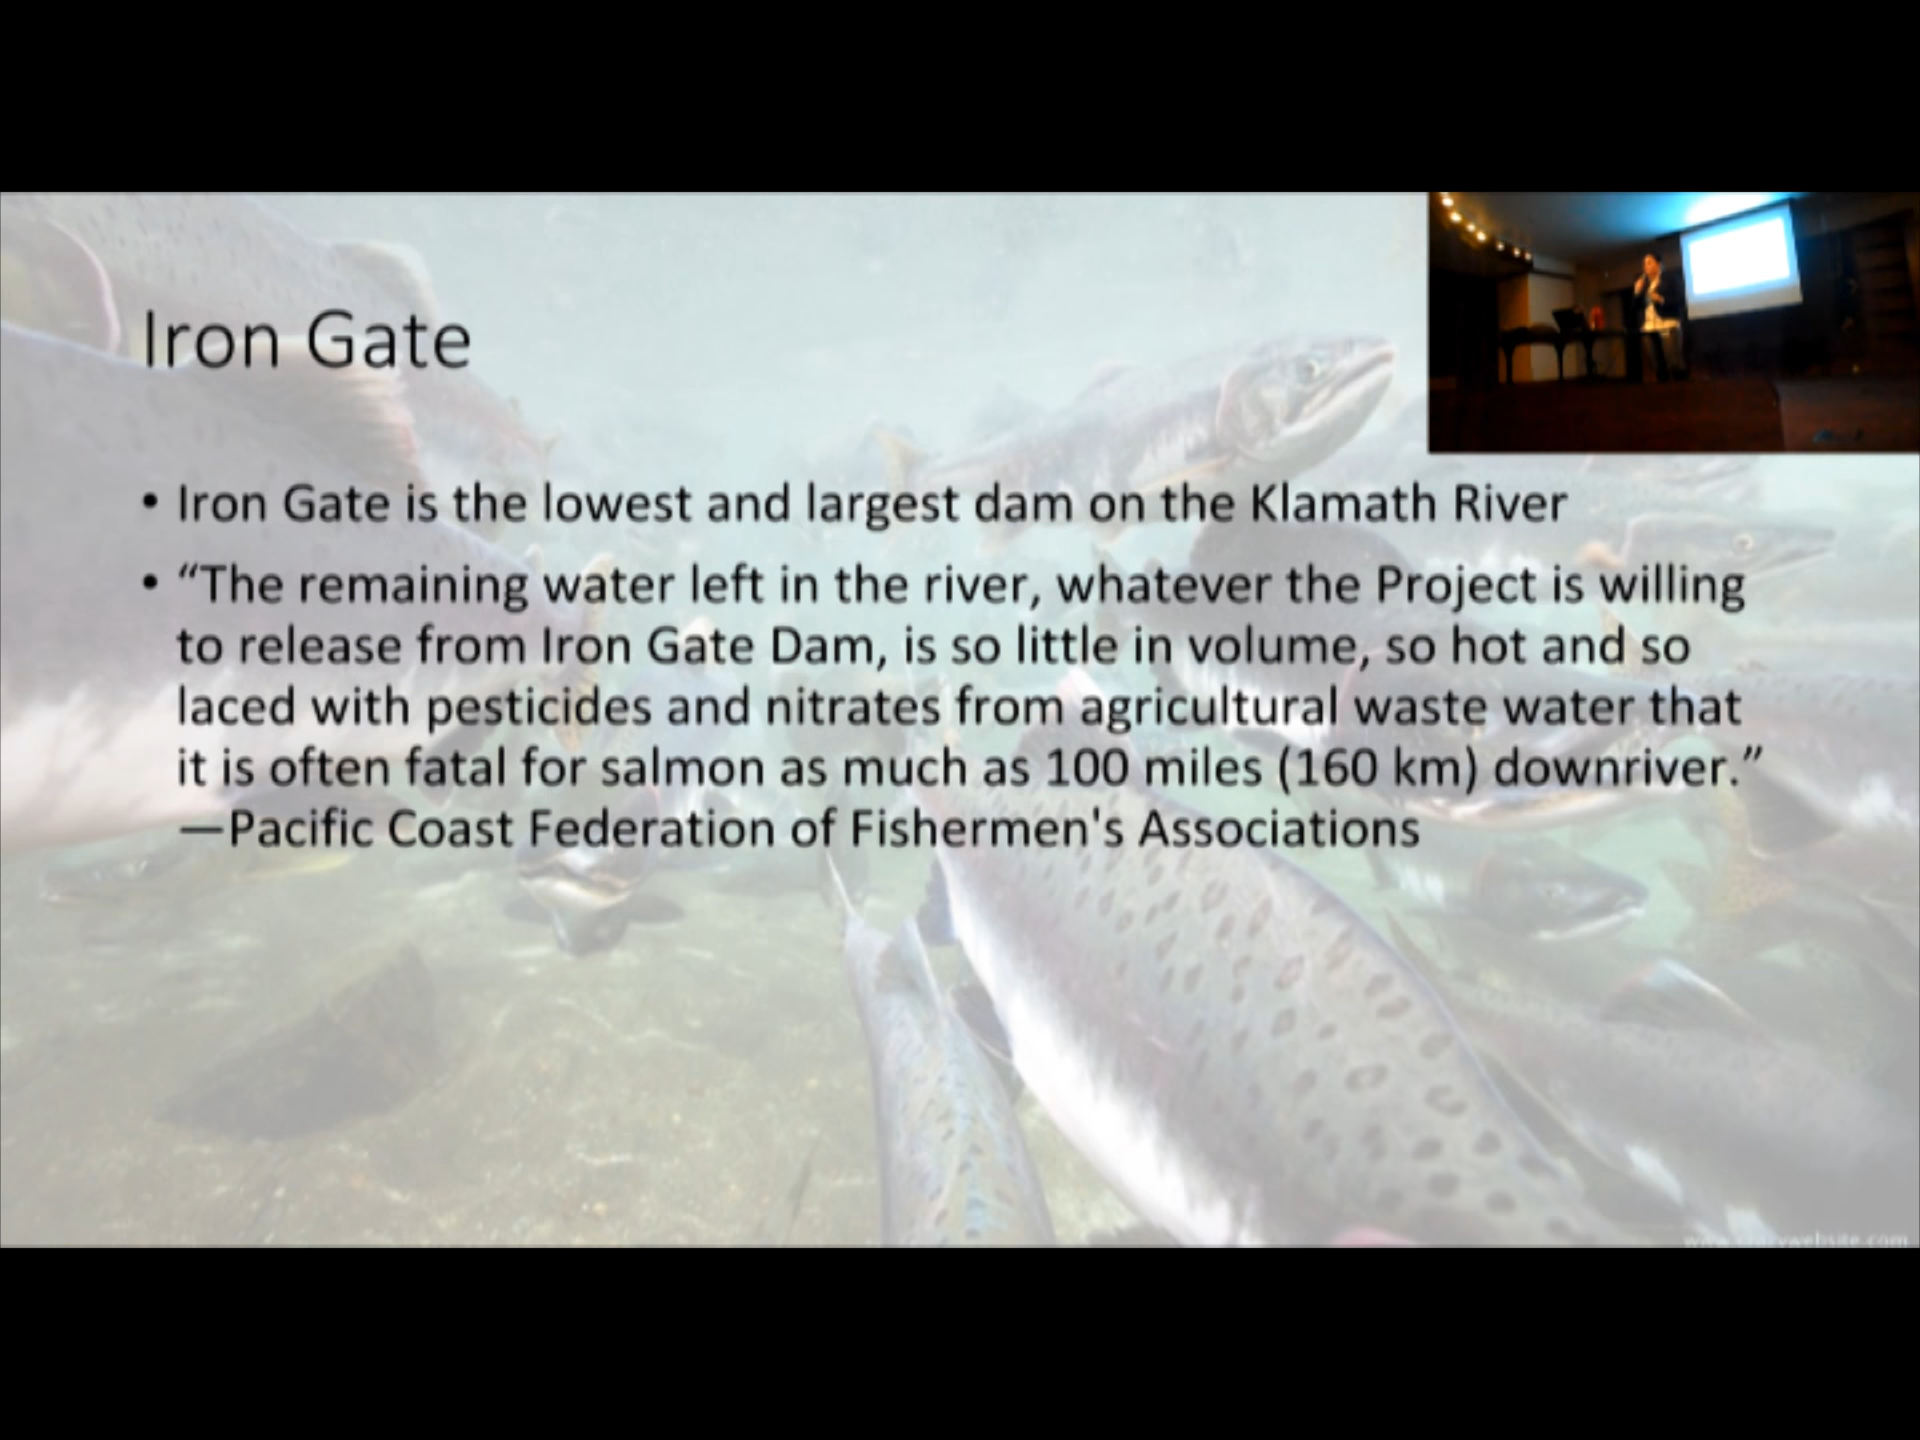 Iron Gate
• Iron Gate is the lowest and largest dam on the Klamath River
• “The remaining water left in the river, whatever the Project is willing
to release from Iron Gate Dam, is so little in volume, so hot and so
laced with pesticides and nitrates from agricultural waste water that
it is often fatal for salmon as much as 100 miles (160 km) downriver.”
—Pacific Coast Federation of Fishermen's Associations